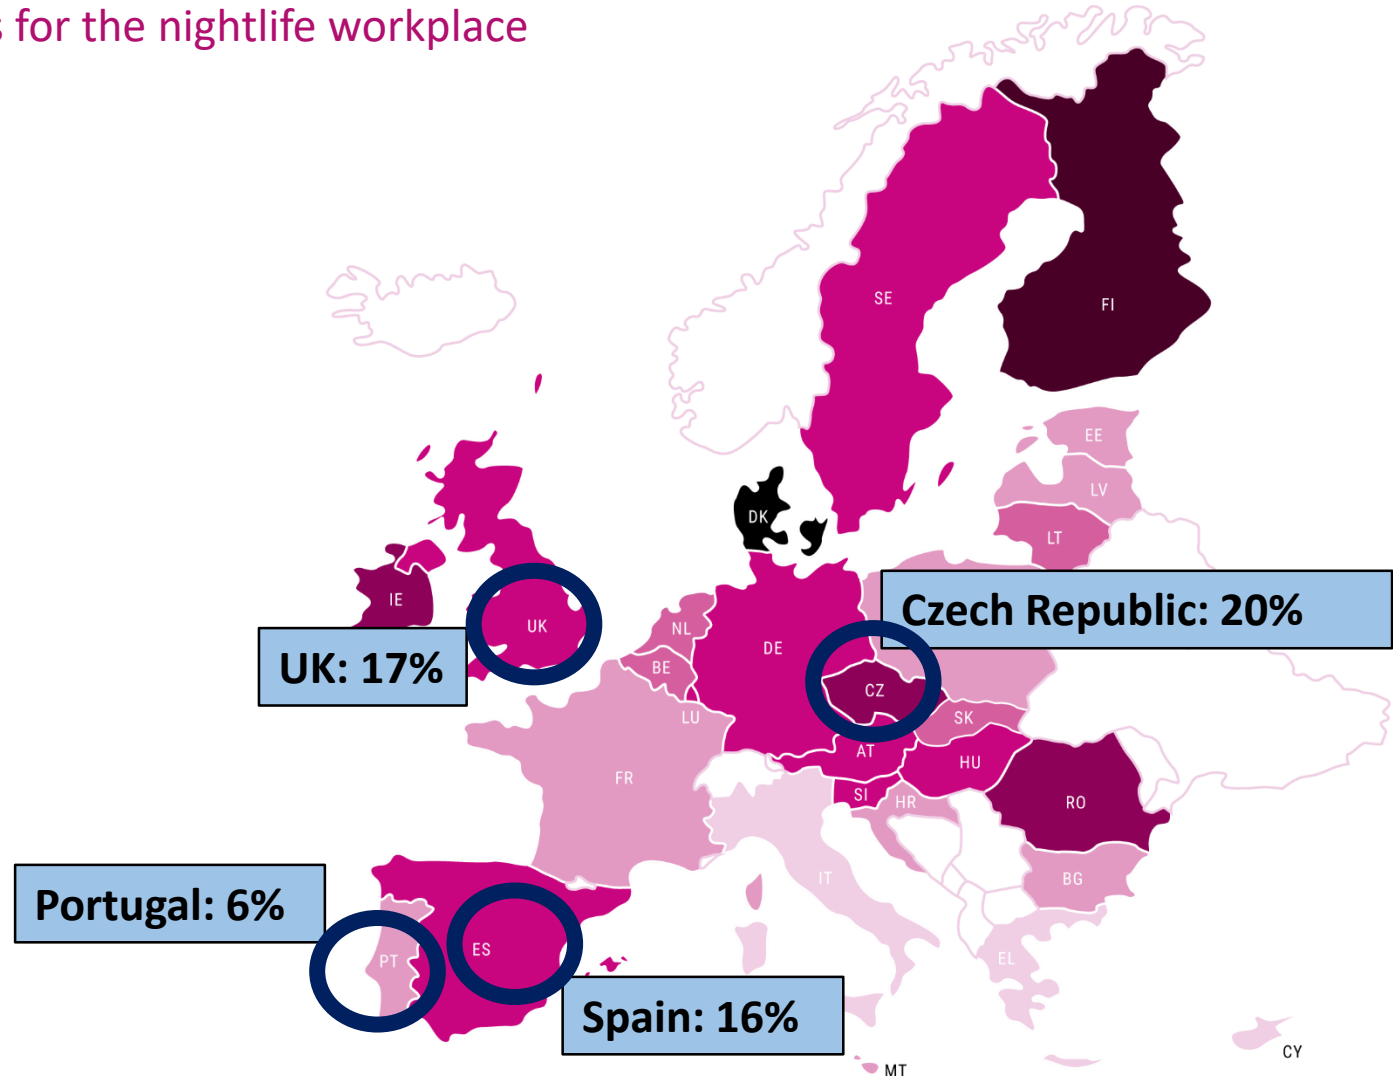 s for the nightlife workplace
SE
FI
EE
LV
DK
LT
IE
Czech Republic: 20%
UK
NL
UK: 17%
DE
BE
CZ
LU
SK
AT
HU
FR
SI
HR
RO
IT
BG
Portugal: 6%
ES
PT
EL
Spain: 16%
CY
MT